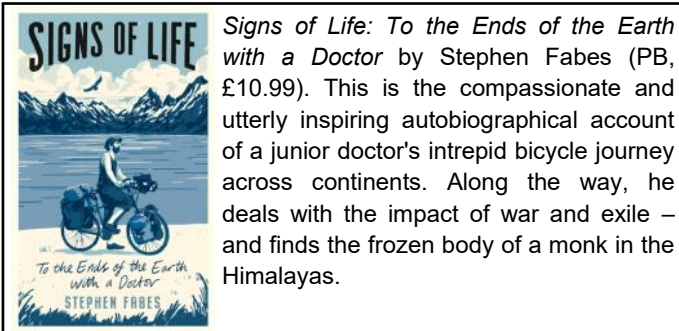 SIGNS OF LIFE
To the Ends of the Earth
with a Doctor
STEPHEN FABES
Signs of Life: To the Ends of the Earth
with a Doctor by Stephen Fabes (PB,
£10.99). This is the compassionate and
utterly inspiring autobiographical account
of a junior doctor's intrepid bicycle journey
across continents. Along the way, he
deals with the impact of war and exile –
and finds the frozen body of a monk in the
Himalayas.